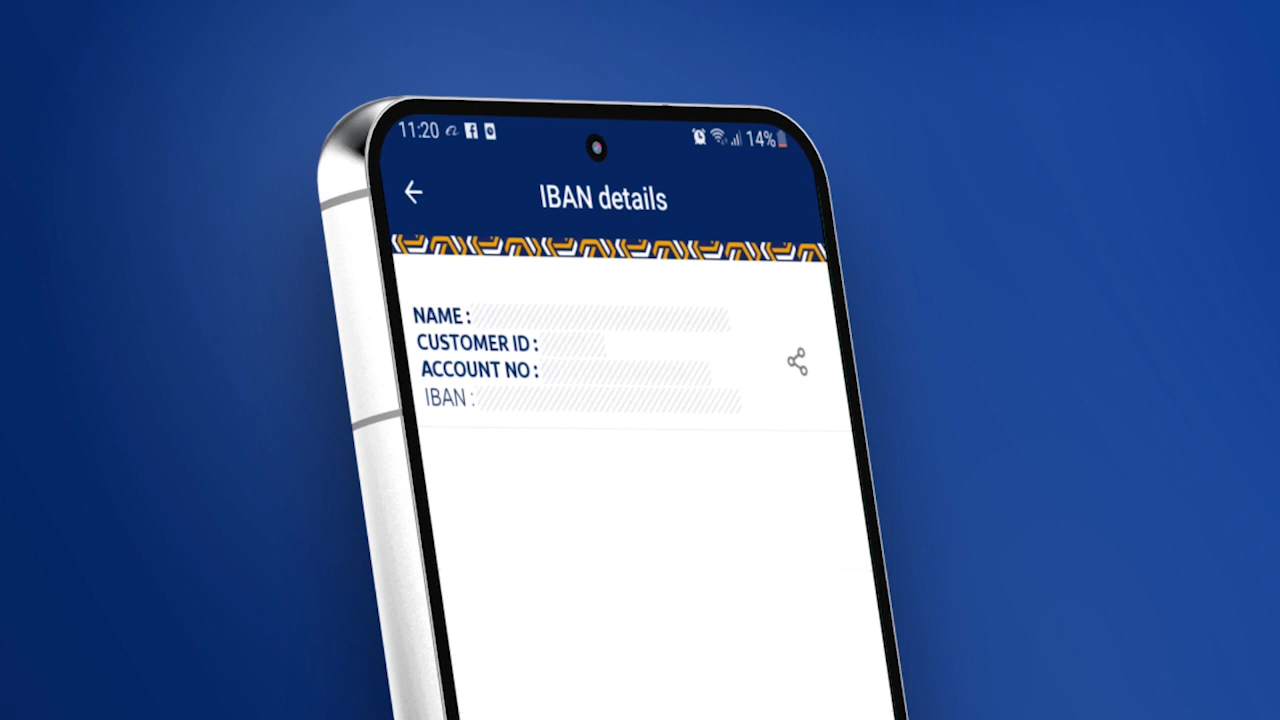 11:20
14%
IBAN details
NAME :
CUSTOMER ID :
ACCOUNT NO :
IBAN :